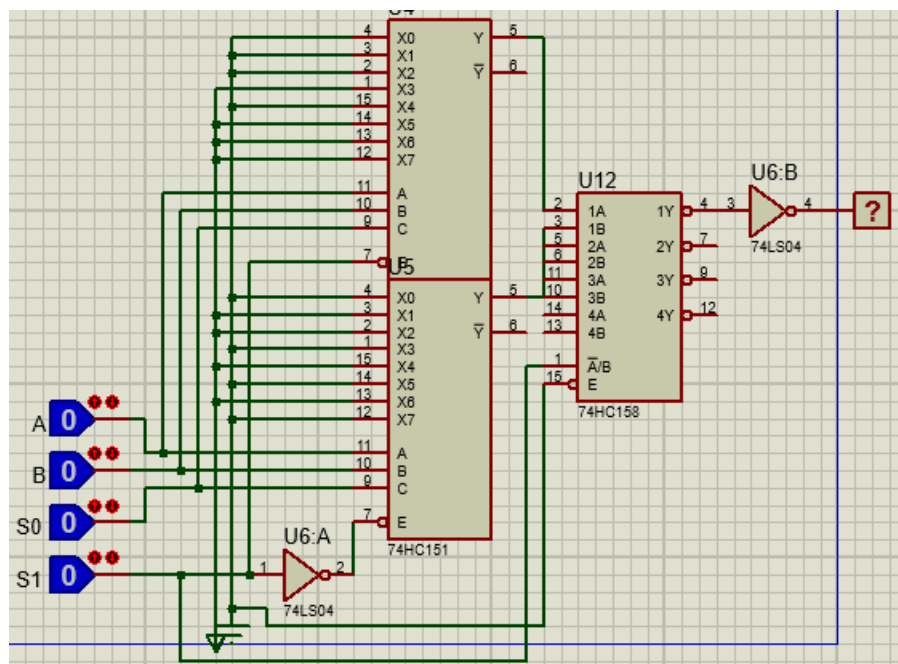 U4
4 X0 Y 5
3 X1
2 X2 Y 6
1 X3
15 X4
14 X5
13 X6
12 X7
11 A
10 B
9 C
7 E
U5
4 X0 Y 5
3 X1
2 X2 Y 6
1 X3
15 X4
14 X5
13 X6
12 X7
11 A
10 B
9 C
7 E
74HC151
U12
2 1A 1Y 4
3 1B
5 2A 2Y 7
6 2B
11 3A 3Y 9
10 3B
14 4A 4Y 12
13 4B
1 A/B
15 E
74HC158
U6:B
3 4
74LS04
?
A 0
B 0
S0 0
S1 0
U6:A
1 2
74LS04